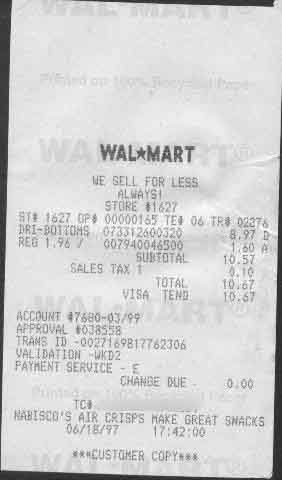 WAL-MART
Printed on 100% Recycled Paper
WAL★MART
WE SELL FOR LESS
ALWAYS!
STORE #1627
ST# 1627 OP# 00000165 TE# 06 TR# 02276
DRI-BOTTOMS 073312600320 8.97 D
REG 1.96 / 007940046500 1.60 A
SUBTOTAL 10.57
SALES TAX 1 0.10
TOTAL 10.67
VISA TEND 10.67
ACCOUNT #7680-03/99
APPROVAL #038558
TRANS ID -0027169817762306
VALIDATION -WKD2
PAYMENT SERVICE - E
CHANGE DUE 0.00
TC#
NABISCO'S AIR CRISPS MAKE GREAT SNACKS
06/18/97 17:42:00
***CUSTOMER COPY***